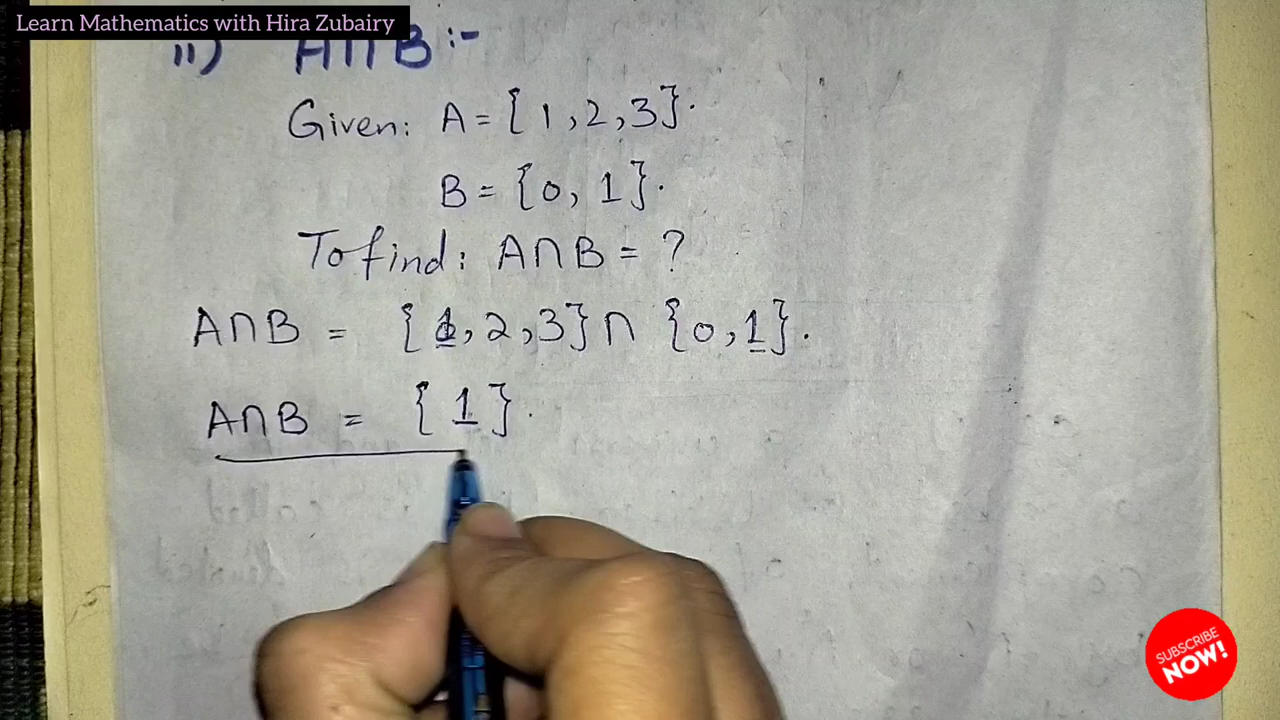 Learn Mathematics with Hira Zubairy
ii) A∩B:-
Given: A = {1,2,3}.
B = {0, 1}.
To find: A∩B = ?
A∩B = {1,2,3}∩ {0,1}.
A∩B = {1}.
SUBSCRIBE
NOW!